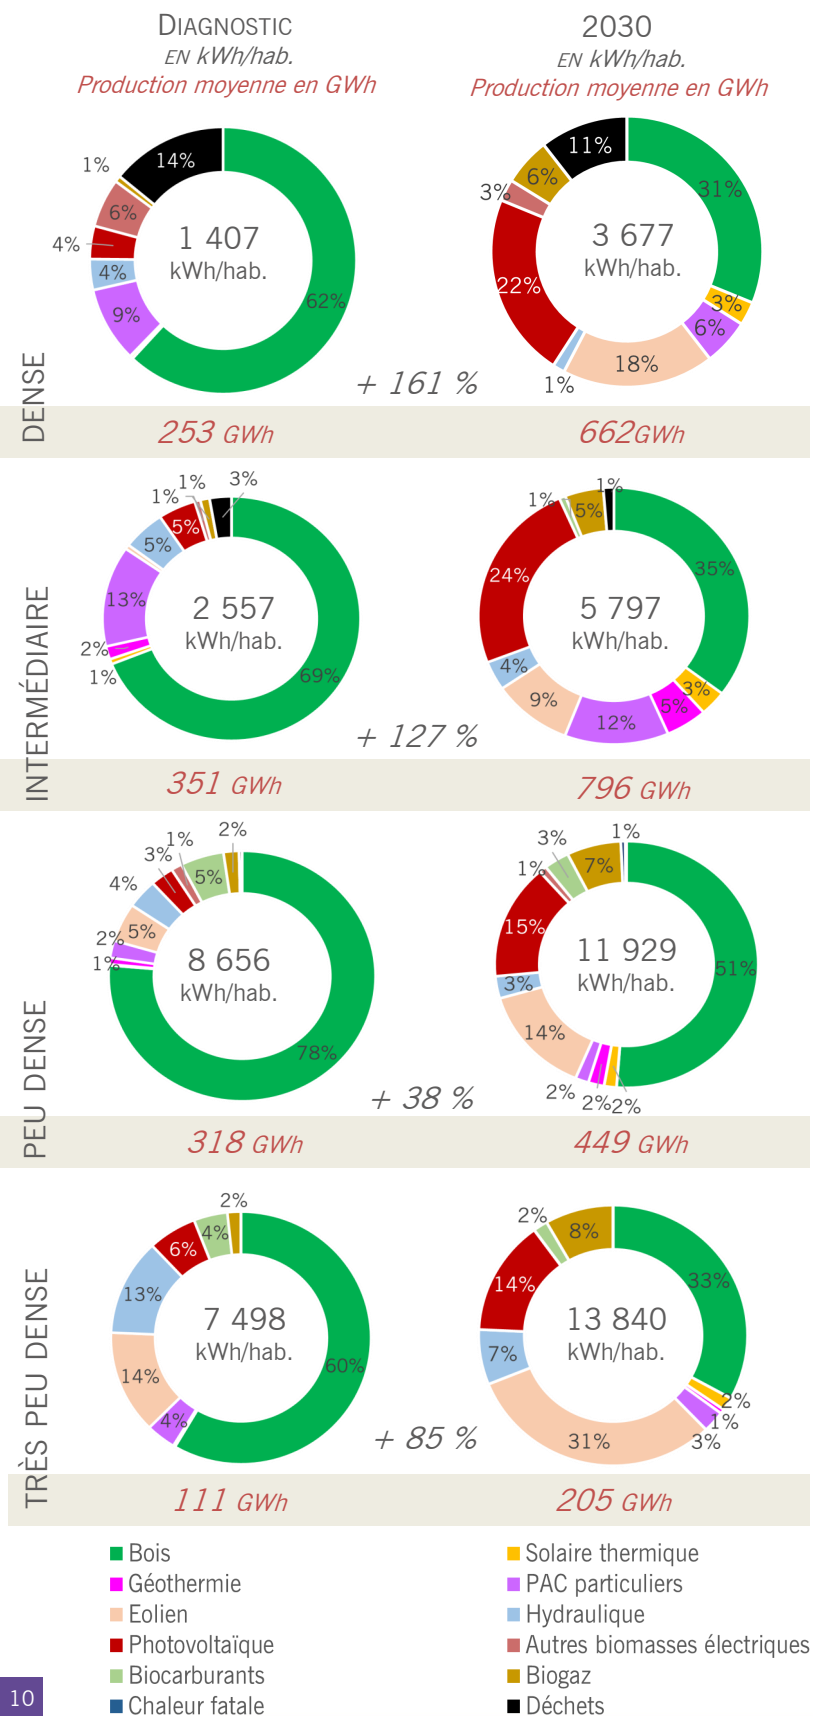 DIAGNOSTIC
EN kWh/hab.
Production moyenne en GWh
2030
EN kWh/hab.
Production moyenne en GWh
DENSE
14%
1%
6%
4%
4%
9%
62%
1 407
kWh/hab.
11%
6%
3%
22%
1%
18%
6%
3%
31%
3 677
kWh/hab.
+ 161 %
253 GWh
662GWh
INTERMÉDIAIRE
3%
1%
1%
5%
5%
13%
2%
1%
69%
2 557
kWh/hab.
1%
5%
1%
24%
4%
9%
12%
5%
3%
35%
5 797
kWh/hab.
+ 127 %
351 GWh
796 GWh
PEU DENSE
2%
5%
1%
3%
4%
5%
2%
1%
78%
8 656
kWh/hab.
1%
7%
3%
1%
15%
3%
14%
2%
2%
2%
51%
11 929
kWh/hab.
+ 38 %
318 GWh
449 GWh
TRÈS PEU DENSE
2%
4%
6%
13%
14%
4%
60%
7 498
kWh/hab.
8%
2%
14%
7%
31%
3%
1%
2%
33%
13 840
kWh/hab.
+ 85 %
111 GWh
205 GWh
Bois
Solaire thermique
Géothermie
PAC particuliers
Eolien
Hydraulique
Photovoltaïque
Autres biomasses électriques
Biocarburants
Biogaz
Chaleur fatale
Déchets
10